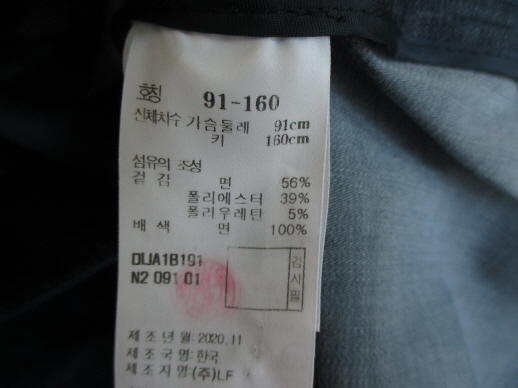 호칭 91-160
신체치수 가슴둘레 91cm
키 160cm
섬유의 조성
겉감 면 56%
폴리에스터 39%
폴리우레탄 5%
배색 면 100%
DUA1B191
N2 091 01
검사필
제조년월: 2020.11
제조국명: 한국
제조자명: (주)LF